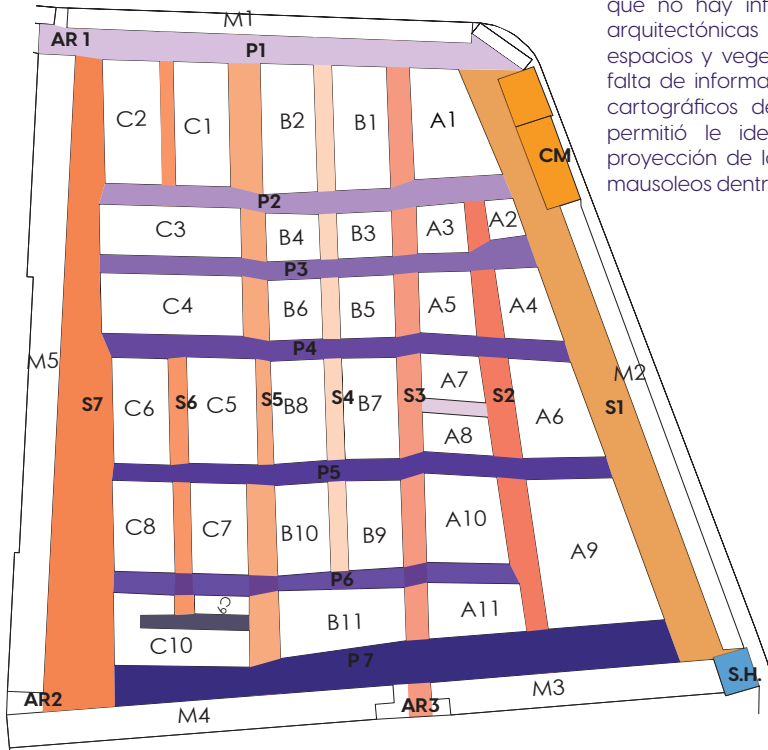 M1
AR 1
P1
que no hay inf
arquitectónicas
espacios y vege
falta de informa
cartográficos de
permitió le ide
proyección de lo
mausoleos dentr
C2
C1
B2
B1
A1
CM
P2
C3
B4
B3
A3
A2
P3
C4
B6
B5
A5
A4
P4
M5
M2
S7
C6
S6
C5
S5
B8
S4
B7
S3
A7
S2
A6
S1
A8
P5
C8
C7
B10
B9
A10
A9
P6
C9
C10
B11
A11
P 7
S.H.
AR2
M4
AR3
M3